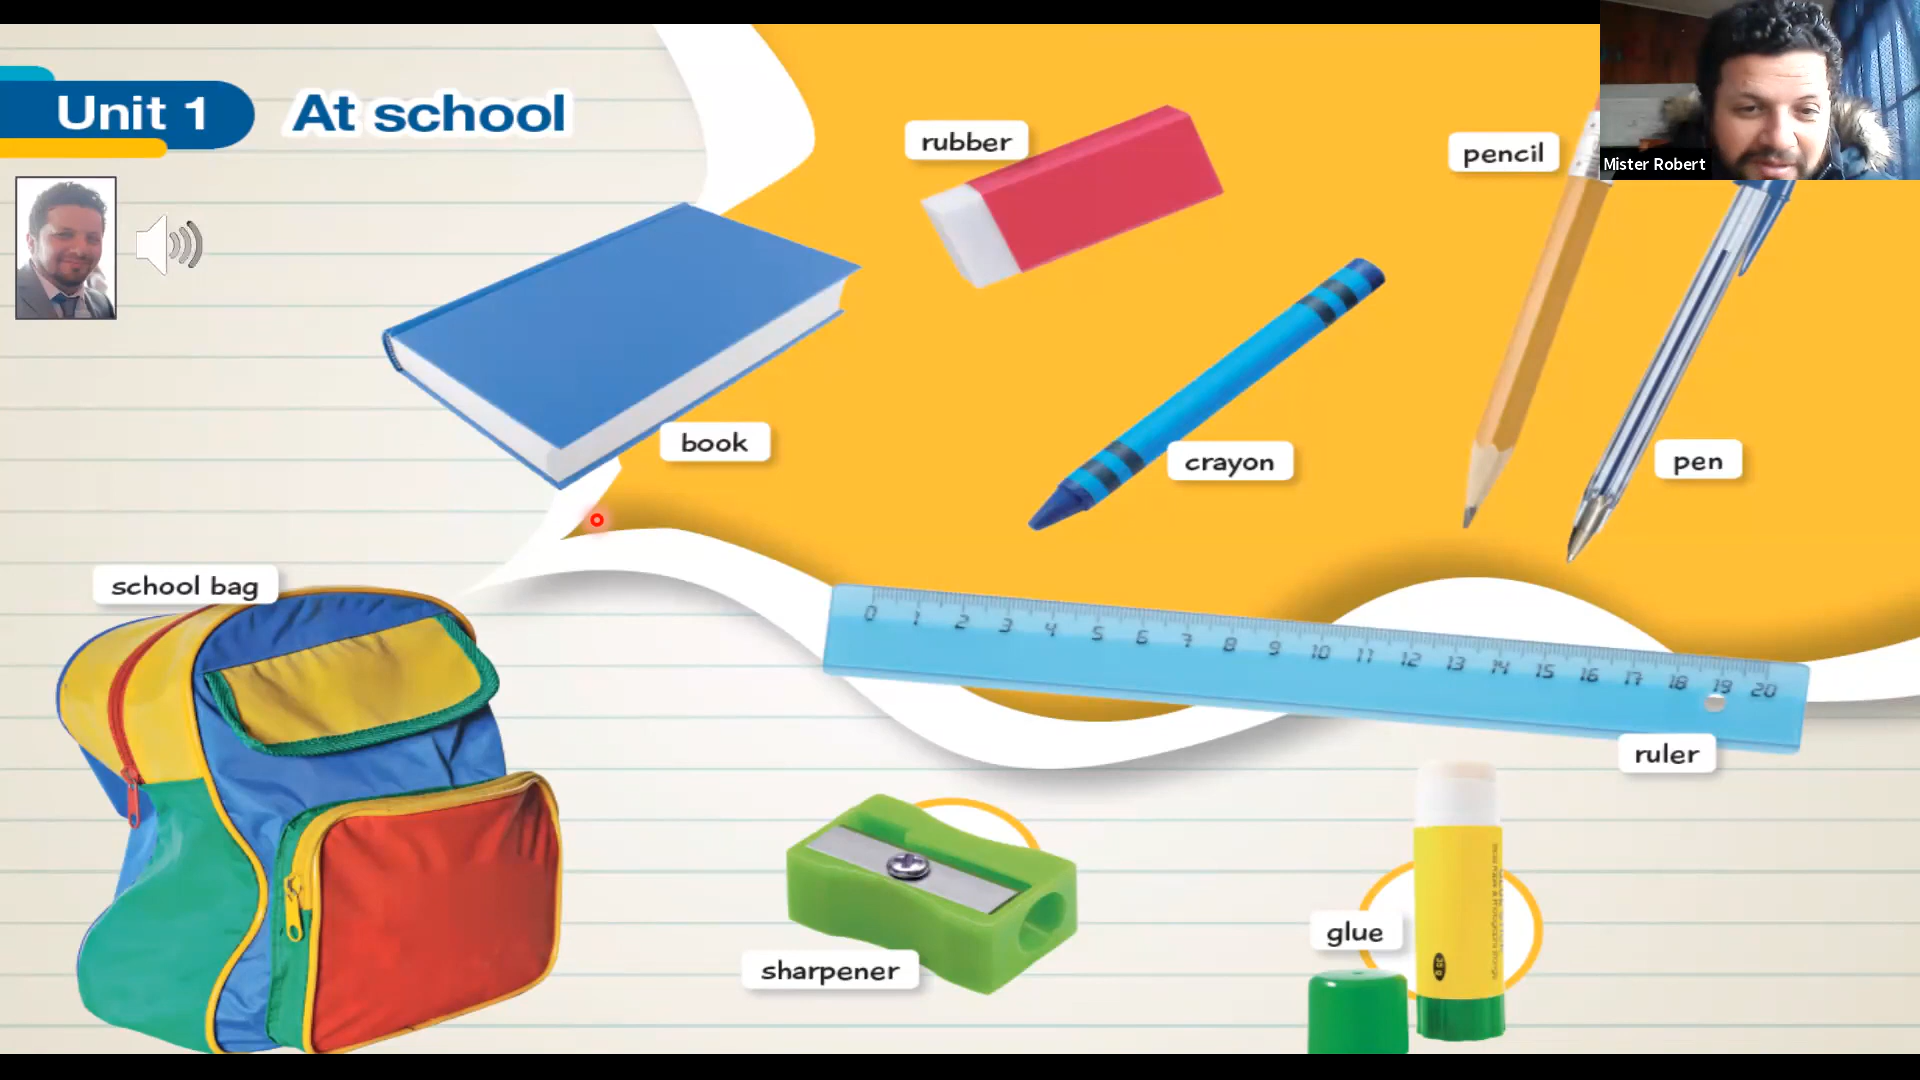 Unit 1 At school
rubber
pencil
Mister Robert
book
crayon
pen
school bag
0 1 2 3 4 5 6 7 8 9 10 11 12 13 14 15 16 17 18 19 20
ruler
sharpener
glue